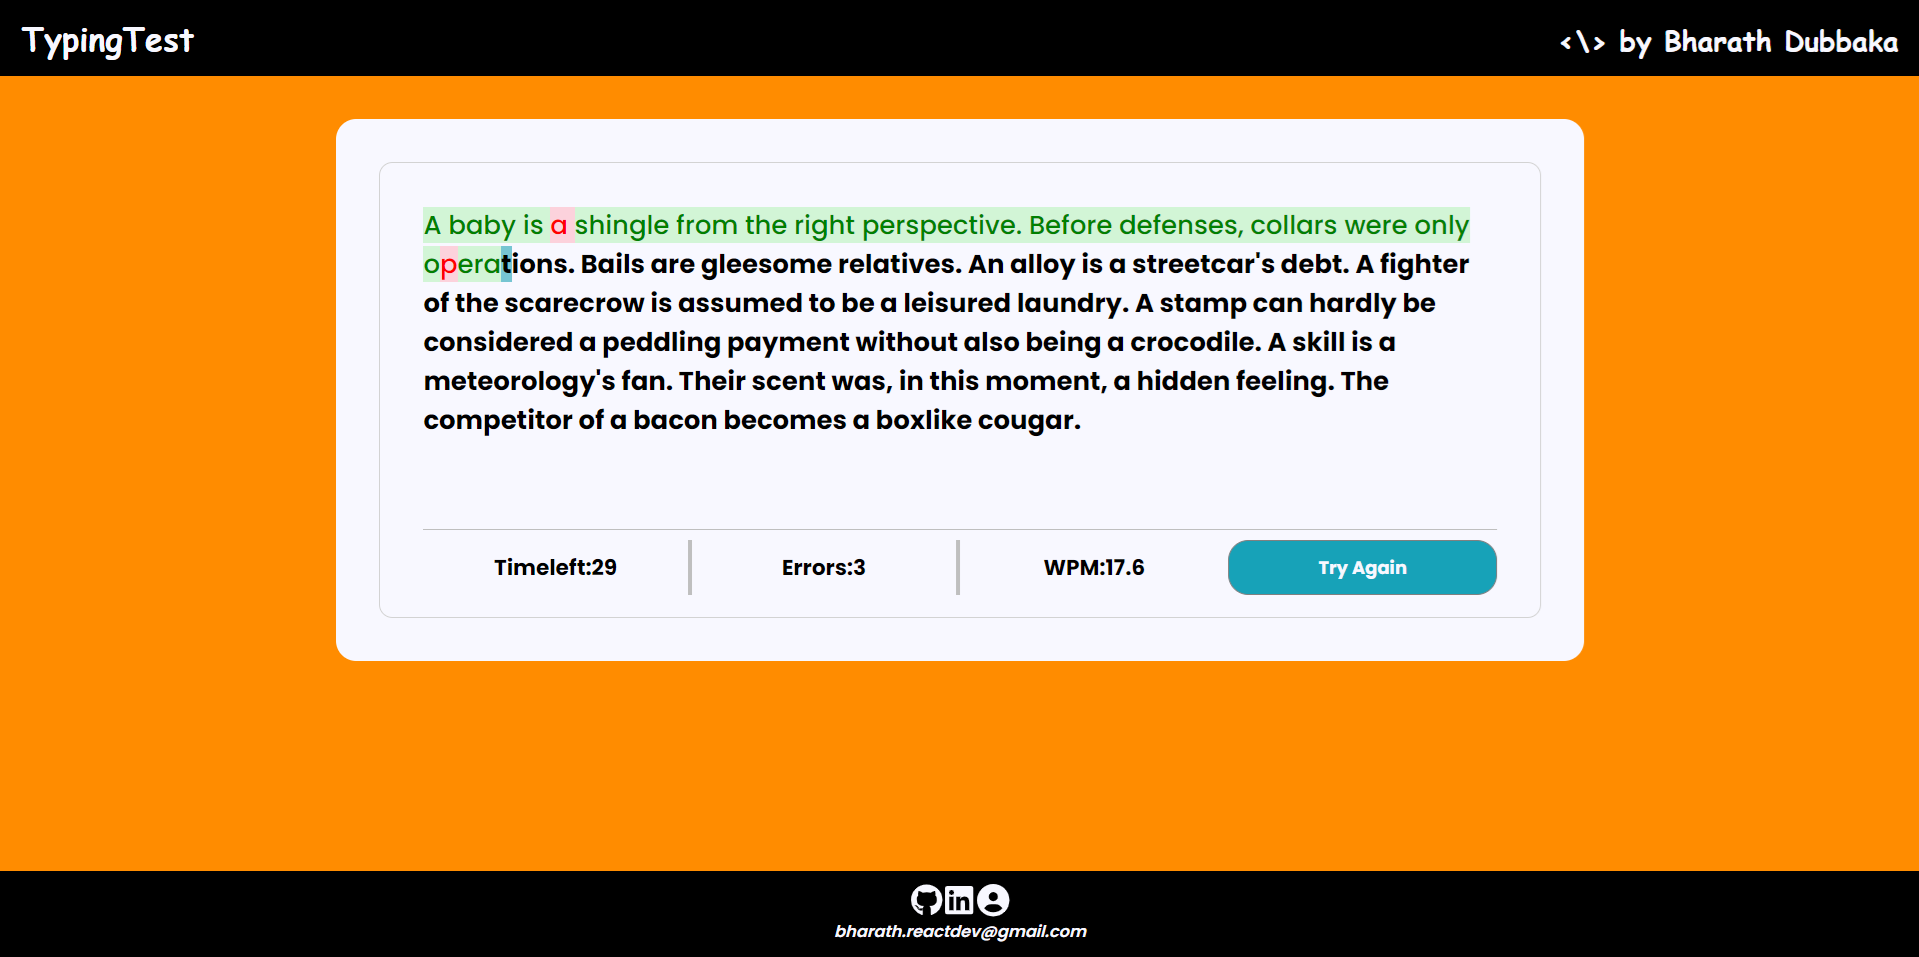 TypingTest
<\> by Bharath Dubbaka
A baby is a shingle from the right perspective. Before defenses, collars were only
operations. Bails are gleesome relatives. An alloy is a streetcar's debt. A fighter
of the scarecrow is assumed to be a leisured laundry. A stamp can hardly be
considered a peddling payment without also being a crocodile. A skill is a
meteorology's fan. Their scent was, in this moment, a hidden feeling. The
competitor of a bacon becomes a boxlike cougar.
Timeleft:29
Errors:3
WPM:17.6
Try Again
in
bharath.reactdev@gmail.com